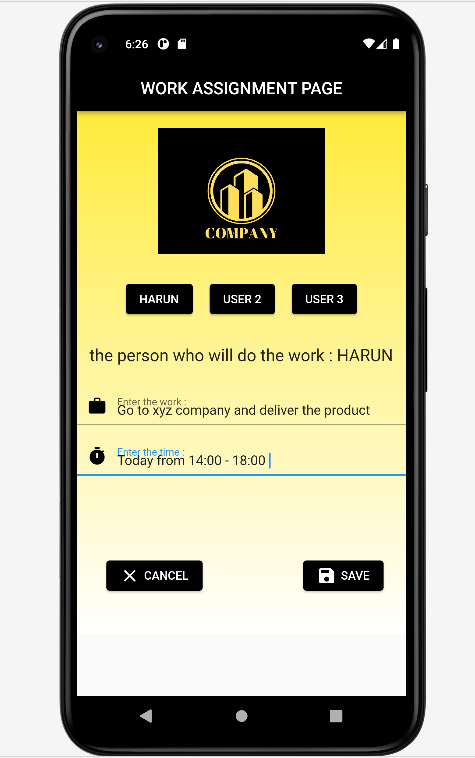 6:26
WORK ASSIGNMENT PAGE
COMPANY
HARUN USER 2 USER 3
the person who will do the work : HARUN
Enter the work :
Go to xyz company and deliver the product
Enter the time :
Today from 14:00 - 18:00
CANCEL SAVE